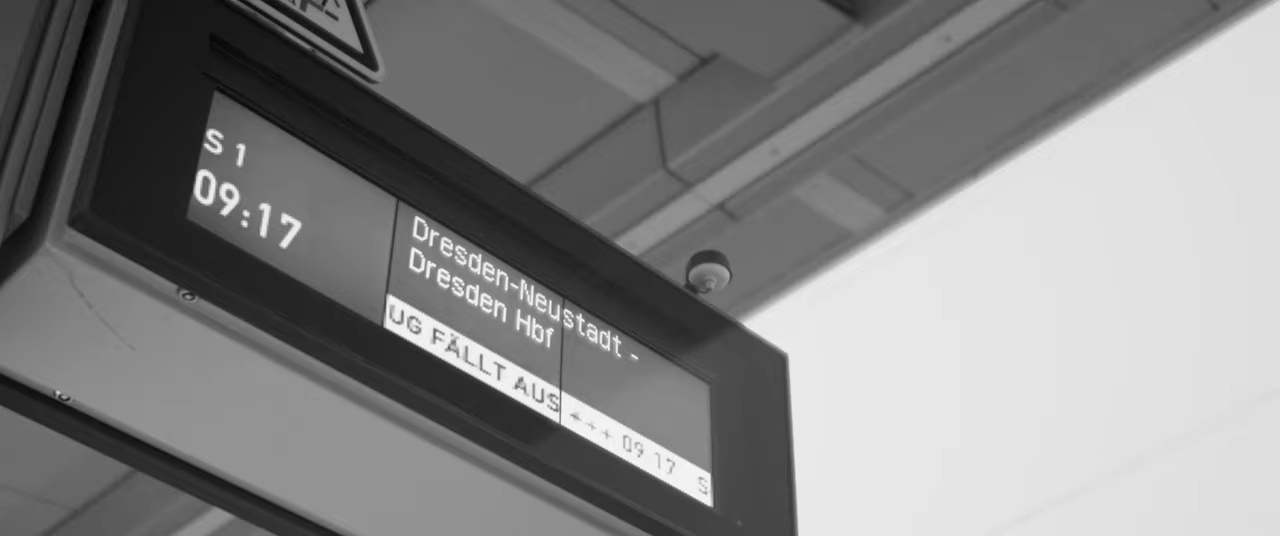 S 1
09:17
Dresden-Neustadt -
Dresden Hbf
UG FÄLLT AUS +++ 09 17 S